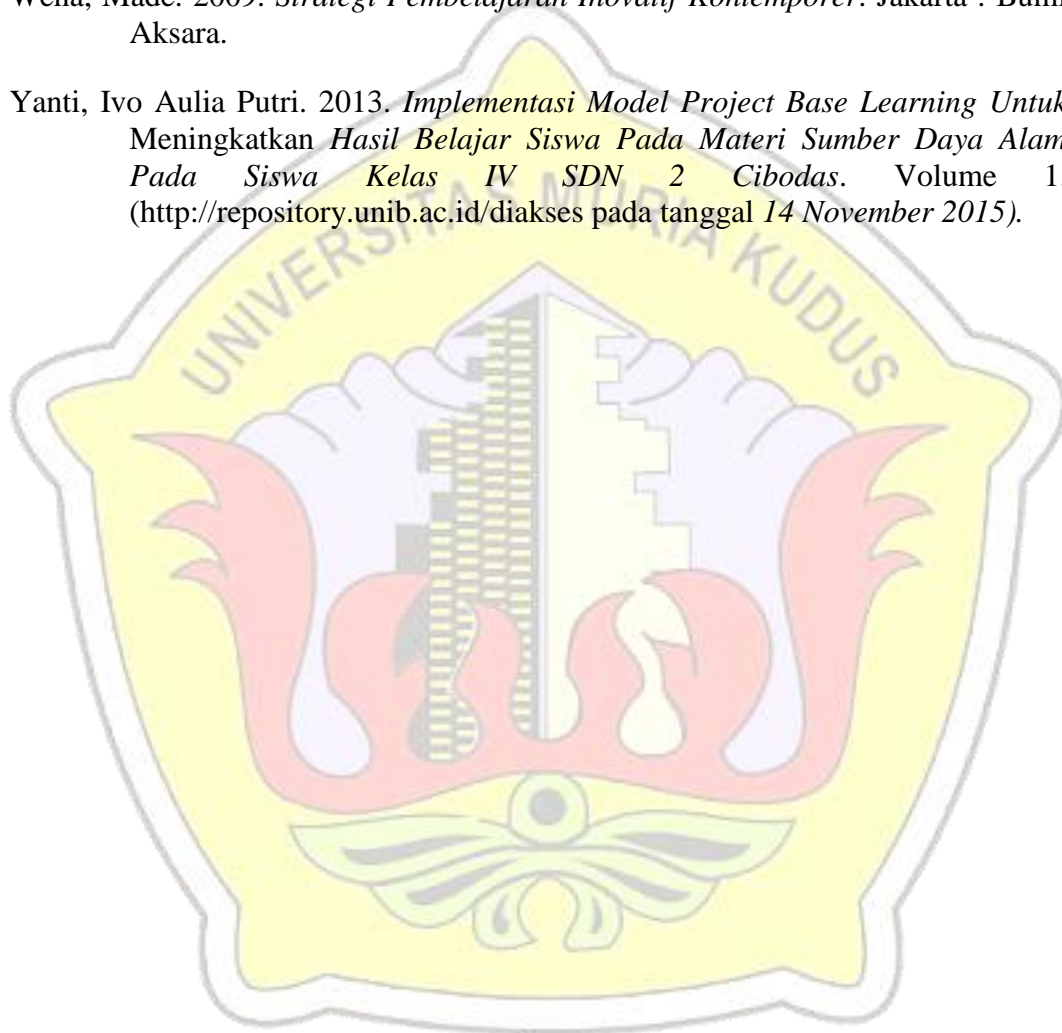 Wena, Made. 2009. Strategi Pembelajaran Inovatif Kontemporer. Jakarta : Bumi
Aksara.
Yanti, Ivo Aulia Putri. 2013. Implementasi Model Project Base Learning Untuk
Meningkatkan Hasil Belajar Siswa Pada Materi Sumber Daya Alam
Pada Siswa Kelas IV SDN 2 Cibodas. Volume 1.
(http://repository.unib.ac.id/diakses pada tanggal 14 November 2015).
UNIVERSITAS MURIA KUDUS